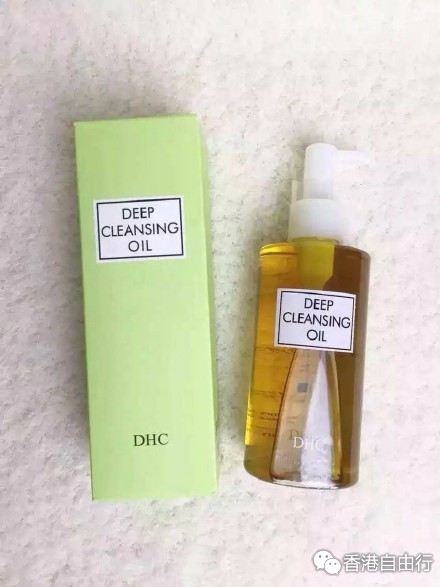 DEEP
CLEANSING
OIL
DHC
DEEP
CLEANSING
OIL
DHC
香港自由行